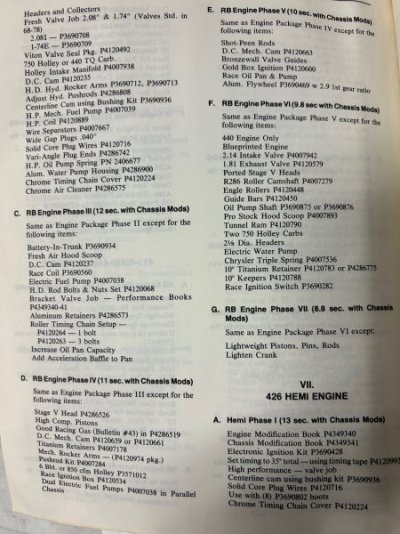 Headers and Collectors
Fresh Valve Job 2.08" & 1.74" (Valves Std. in
68-78)
2.081 — P3690708
1-74E — P3690709
Viton Valve Seal Pkg. P4120492
750 Holley or 440 TQ Carb.
Holley Intake Manifold P4007938
D.C. Cam P4120235
H.D. Hyd. Rocker Arms P3690712, P3690713
Adjust Hyd. Pushrods P4286808
Centerline Cam using Bushing Kit P3690936
H.P. Mech. Fuel Pump P4007039
H.P. Coil P4120889
Wire Separators P4007667
Wide Gap Plugs .040"
Solid Core Plug Wires P4120716
Vari-Angle Plug Ends P4286742
H.P. Oil Pump Spring PN 2406677
Alum. Water Pump Housing P4286900
Chrome Timing Chain Cover P4120224
Chrome Air Cleaner P4286575
C. RB Engine Phase III (12 sec. with Chassis Mods)
Same as Engine Package Phase II except for the
following items:
Battery-In-Trunk P3690934
Fresh Air Hood Scoop
D.C. Cam P4120237
Race Coil P3690560
Electric Fuel Pump P4007038
H.D. Rod Bolts & Nuts Set P4120068
Bracket Valve Job — Performance Books
P4349340-41
Aluminum Retainers P4286573
Roller Timing Chain Setup —
P4120264 — 1 bolt
P4120263 — 3 bolts
Increase Oil Pan Capacity
Add Acceleration Baffle to Pan
D. RB Engine Phase IV (11 sec. with Chassis Mods)
Same as Engine Package Phase III except for the
following items:
Stage V Head P4286526
High Comp. Pistons
Good Racing Gas (Bulletin #43) in P4286519
D.C. Mech. Cam P4120659 or P4120661
Titanium Retainers P4007178
Mech. Rocker Arms — (P4120974 pkg.)
Pushrod Kit P4007284
6 Bbl. or 850 cfm Holley P3571012
Race Ignition Box P4120534
Dual Electric Fuel Pumps P4007038 in Parallel
Chassis
E. RB Engine Phase V (10 sec. with Chassis Mods)
Same as Engine Package Phase IV except for the
following items:
Shot-Peen Rods
D.C. Mech. Cam P4120663
Bronzewall Valve Guides
Gold Box Ignition P4120600
Race Oil Pan & Pump
Alum. Flywheel P3690469 w 2.9 1st gear ratio
F. RB Engine Phase VI (9.8 sec with Chassis Mods)
Same as Engine Package Phase V except for the
following items:
440 Engine Only
Blueprinted Engine
2.14 Intake Valve P4007942
1.81 Exhaust Valve P4120579
Ported Stage V Heads
R286 Roller Camshaft P4007279
Engle Rollers P4120448
Guide Bars P4120450
Oil Pump Shaft P3690875 or P3690876
Pro Stock Hood Scoop P4007893
Tunnel Ram P4120790
Two 750 Holley Carbs
2⅛ Dia. Headers
Electric Water Pump
Chrysler Triple Spring P4007536
10° Titanium Retainer P4120783 or P4286775
10° Keepers P4120788
Race Ignition Switch P3690282
G. RB Engine Phase VII (8.8 sec. with Chassis
Mods)
Same as Engine Package Phase VI except:
Lightweight Pistons, Pins, Rods
Lighten Crank
VII.
426 HEMI ENGINE
A. Hemi Phase I (13 sec. with Chassis Mods)
Engine Modification Book P4349340
Chassis Modification Book P4349341
Electronic Ignition Kit P3690428
Set timing to 35° total—using timing tape
High performance — valve job
Centerline cam using bushing kit P3690936
Solid Core Plug Wires P4120716
Use with (8) P3690802 boots
Chrome Timing Chain Cover P4120224